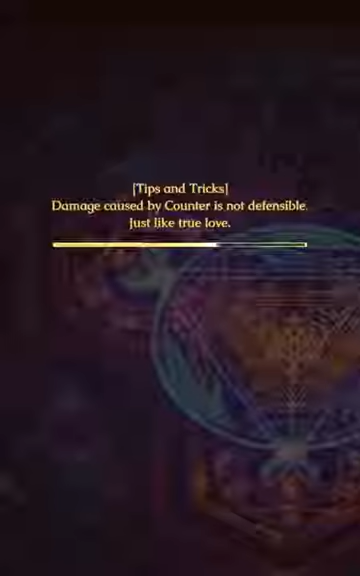 [Tips and Tricks]
Damage caused by Counter is not defensible.
Just like true love.